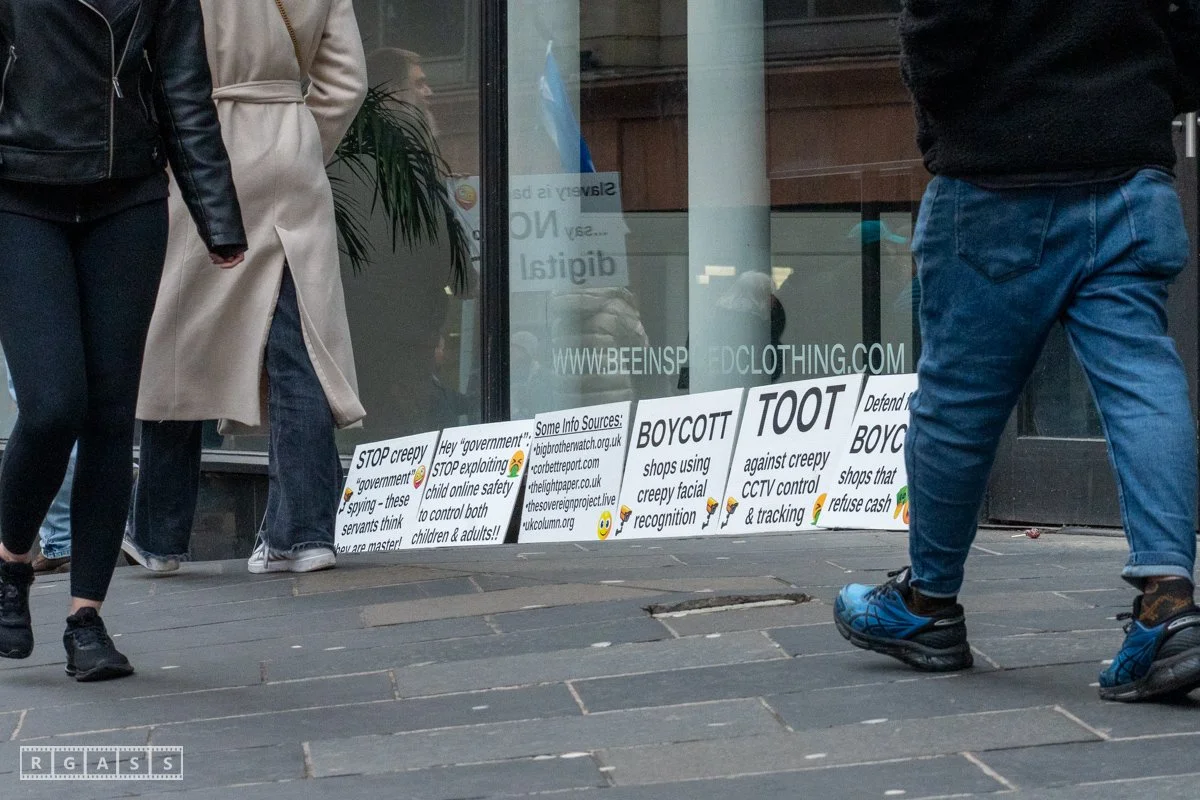 Slavery is
say NO
digital
WWW.BEEINSPIREDCLOTHING.COM
STOP creepy
"government"
spying – these
servants think
they are master!
Hey "government":
STOP exploiting
child online safety
to control both
children & adults!!
Some Info Sources:
•bigbrotherwatch.org.uk
•corbettreport.com
•thelightpaper.co.uk
•thesovereignproject.live
•ukcolumn.org
BOYCOTT
shops using
creepy facial
recognition
TOOT
against creepy
CCTV control
& tracking
Defend
BOYC
shops that
refuse cash
RGASS